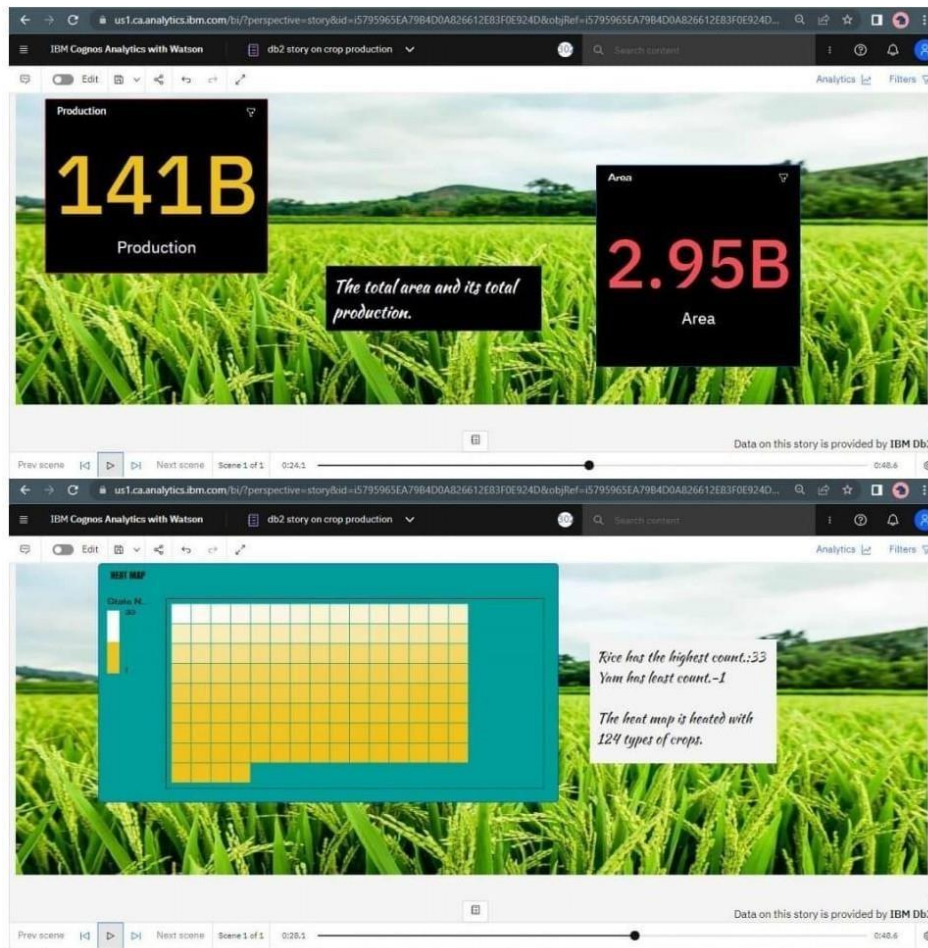 us1.ca.analytics.ibm.com/bi/?perspective=story&id=i5795965EA79B4D0A826612E83F0E924D&objRef=i5795965EA79B4D0A826612E83F0E924D...
IBM Cognos Analytics with Watson
db2 story on crop production
Search content
Edit
Analytics
Filters
Production
141B
Production
Area
2.95B
Area
The total area and its total
production.
Data on this story is provided by IBM Db
Prev scene
Next scene
Scene 1 of 1
0:24.1
0:48.6
us1.ca.analytics.ibm.com/bi/?perspective=story&id=i5795965EA79B4D0A826612E83F0E924D&objRef=i5795965EA79B4D0A826612E83F0E924D...
IBM Cognos Analytics with Watson
db2 story on crop production
Search content
Edit
Analytics
Filters
HEAT MAP
State N...
33
1
Rice has the highest count.:33
Yam has least count.-1
The heat map is heated with
124 types of crops.
Data on this story is provided by IBM Db
Prev scene
Next scene
Scene 1 of 1
0:28.1
0:48.6